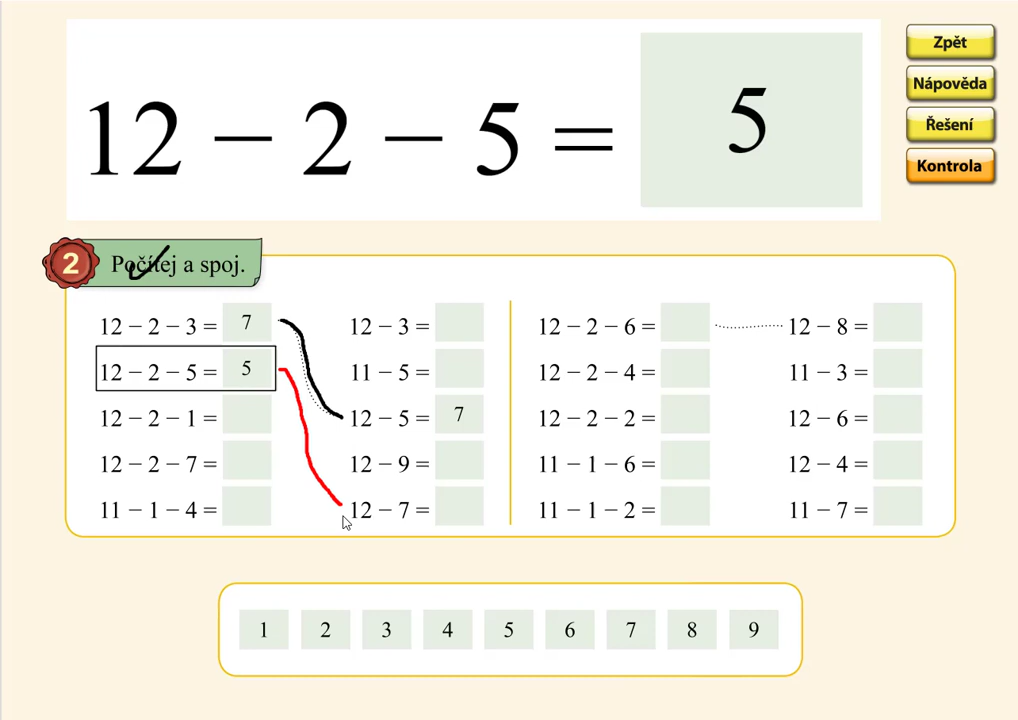 12 − 2 − 5 = 5
Zpět
Nápověda
Řešení
Kontrola
2 Počítej a spoj.
12 − 2 − 3 = 7 12 − 3 = 12 − 2 − 6 = 12 − 8 =
12 − 2 − 5 = 5 11 − 5 = 12 − 2 − 4 = 11 − 3 =
12 − 2 − 1 = 12 − 5 = 7 12 − 2 − 2 = 12 − 6 =
12 − 2 − 7 = 12 − 9 = 11 − 1 − 6 = 12 − 4 =
11 − 1 − 4 = 12 − 7 = 11 − 1 − 2 = 11 − 7 =
1 2 3 4 5 6 7 8 9